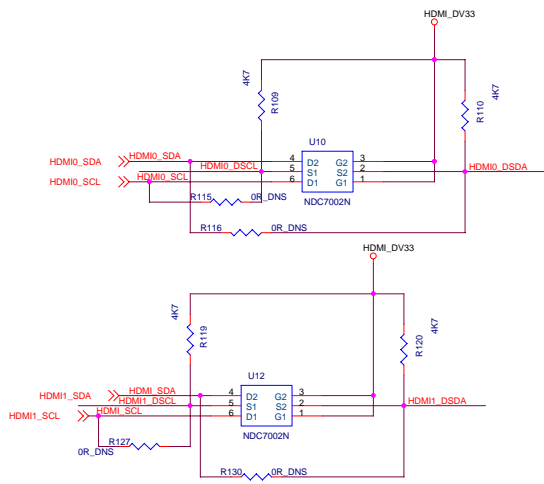 HDMI_DV33
4K7
R109
4K7
R110
U10
HDMI0_SDA
HDMI0_SDA
4
D2
G2
3
HDMI0_DSCL
5
S1
S2
2
HDMI0_DSDA
HDMI0_SCL
HDMI0_SCL
6
D1
G1
1
R115
0R_DNS
NDC7002N
R116
0R_DNS
HDMI_DV33
4K7
R119
4K7
R120
U12
HDMI1_SDA
HDMI_SDA
4
D2
G2
3
HDMI1_DSCL
5
S1
S2
2
HDMI1_DSDA
HDMI1_SCL
HDMI_SCL
6
D1
G1
1
R127
0R_DNS
NDC7002N
R130
0R_DNS